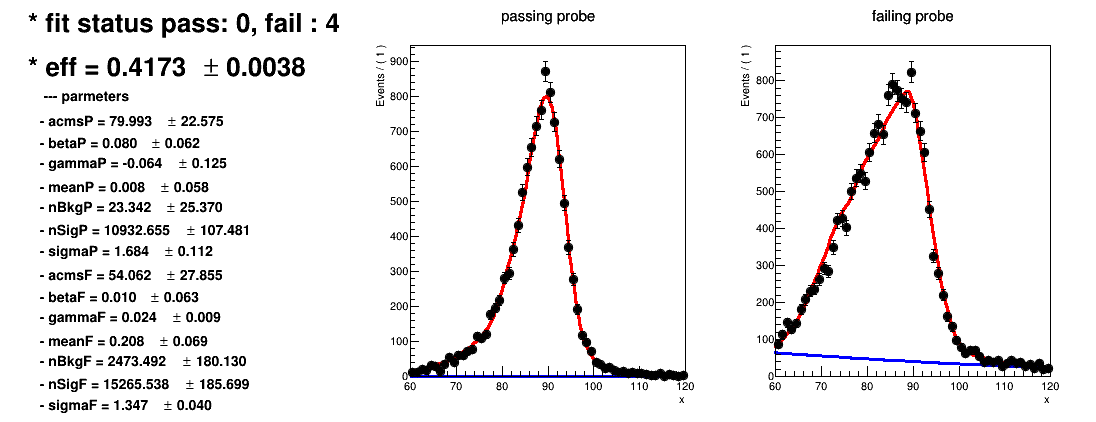 * fit status pass: 0, fail : 4
* eff = 0.4173 ± 0.0038
--- parmeters
- acmsP = 79.993 ± 22.575
- betaP = 0.080 ± 0.062
- gammaP = -0.064 ± 0.125
- meanP = 0.008 ± 0.058
- nBkgP = 23.342 ± 25.370
- nSigP = 10932.655 ± 107.481
- sigmaP = 1.684 ± 0.112
- acmsF = 54.062 ± 27.855
- betaF = 0.010 ± 0.063
- gammaF = 0.024 ± 0.009
- meanF = 0.208 ± 0.069
- nBkgF = 2473.492 ± 180.130
- nSigF = 15265.538 ± 185.699
- sigmaF = 1.347 ± 0.040
passing probe
Events / ( 1 )
900
800
700
600
500
400
300
200
100
0
60 70 80 90 100 110 120
x
failing probe
Events / ( 1 )
800
700
600
500
400
300
200
100
0
60 70 80 90 100 110 120
x